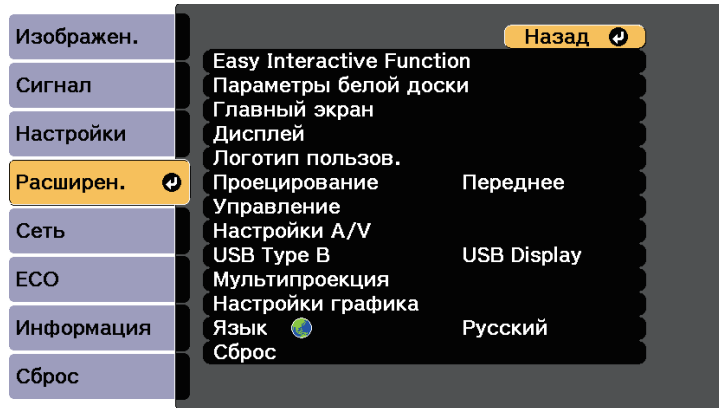 Изображен.
Сигнал
Настройки
Расширен.
Сеть
ECO
Информация
Сброс
Назад
Easy Interactive Function
Параметры белой доски
Главный экран
Дисплей
Логотип пользов.
Проецирование Переднее
Управление
Настройки A/V
USB Type B USB Display
Мультипроекция
Настройки графика
Язык Русский
Сброс